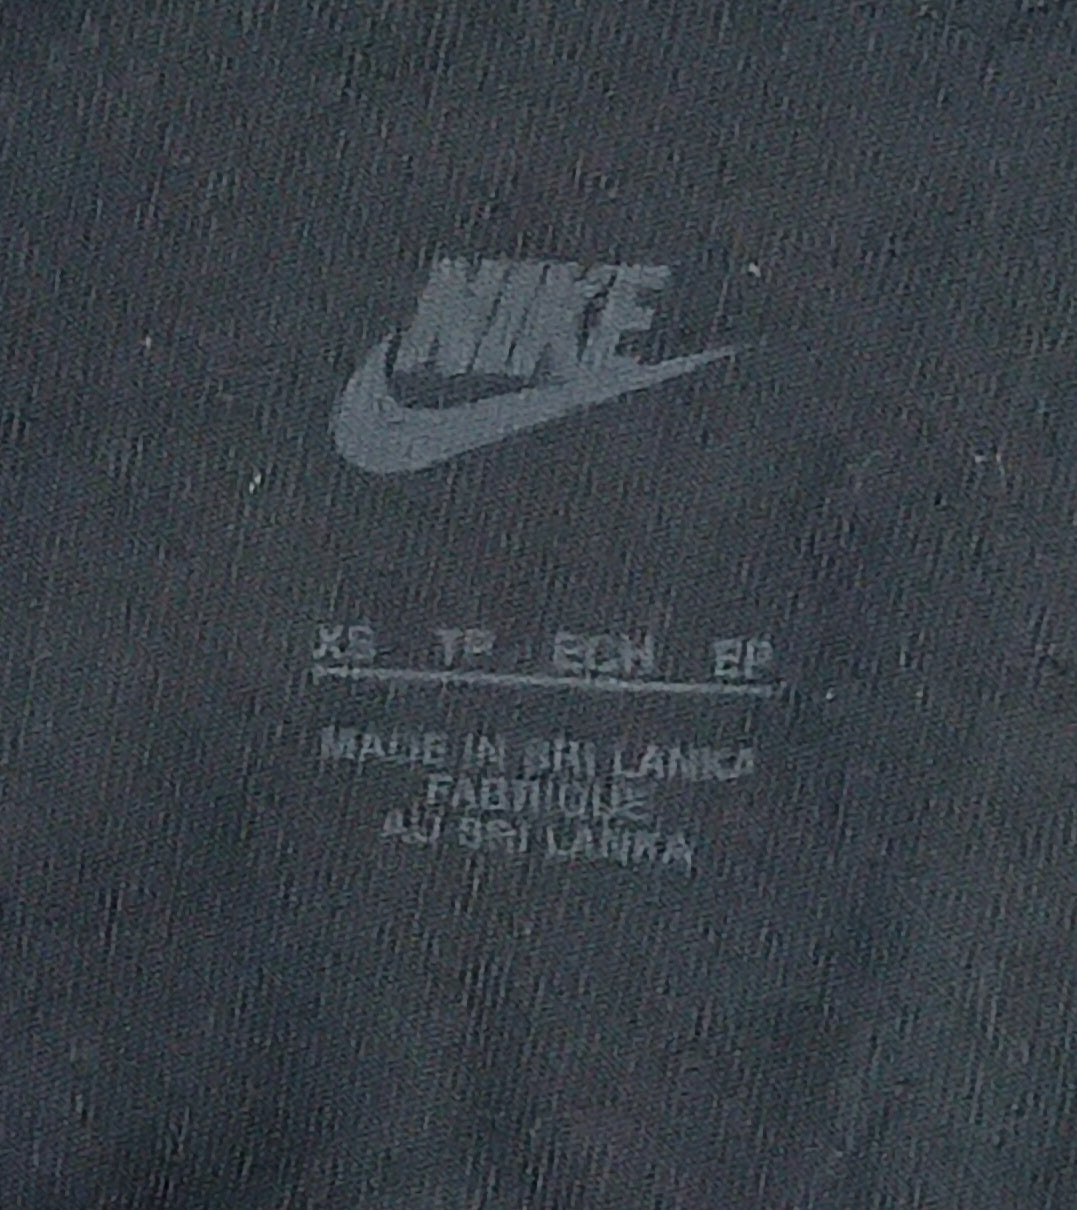 NIKE
XS TP ECH EP
MADE IN SRI LANKA
FABRIQUE
AU SRI LANKA